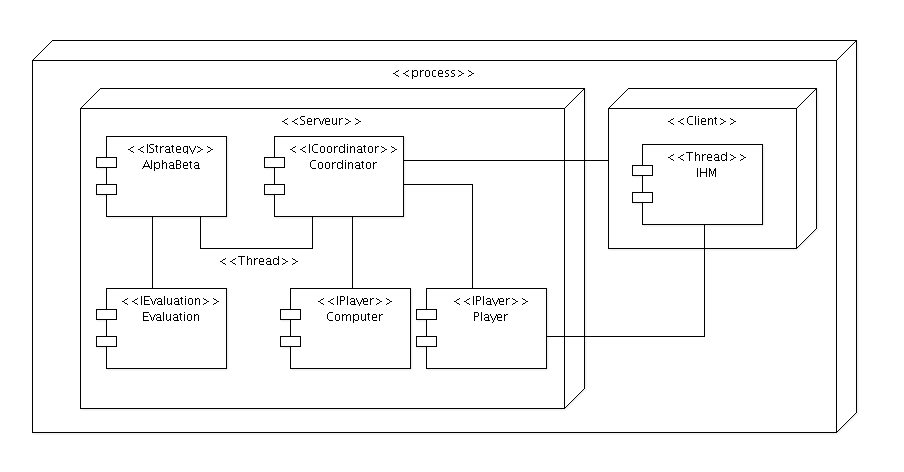 <<process>>
<<Serveur>>
<<IStrategy>>
AlphaBeta
<<ICoordinator>>
Coordinator
<<Client>>
<<Thread>>
IHM
<<Thread>>
<<IEvaluation>>
Evaluation
<<IPlayer>>
Computer
<<IPlayer>>
Player